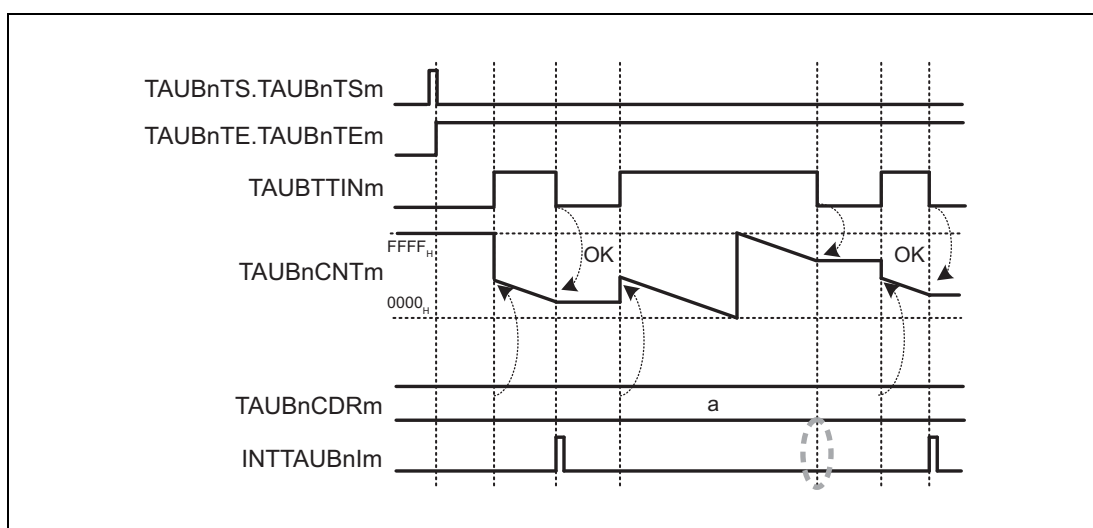 TAUBnTS.TAUBnTSm
TAUBnTE.TAUBnTEm
TAUBTTINm
FFFFH
TAUBnCNTm
OK
OK
0000H
TAUBnCDRm
a
INTTAUBnIm